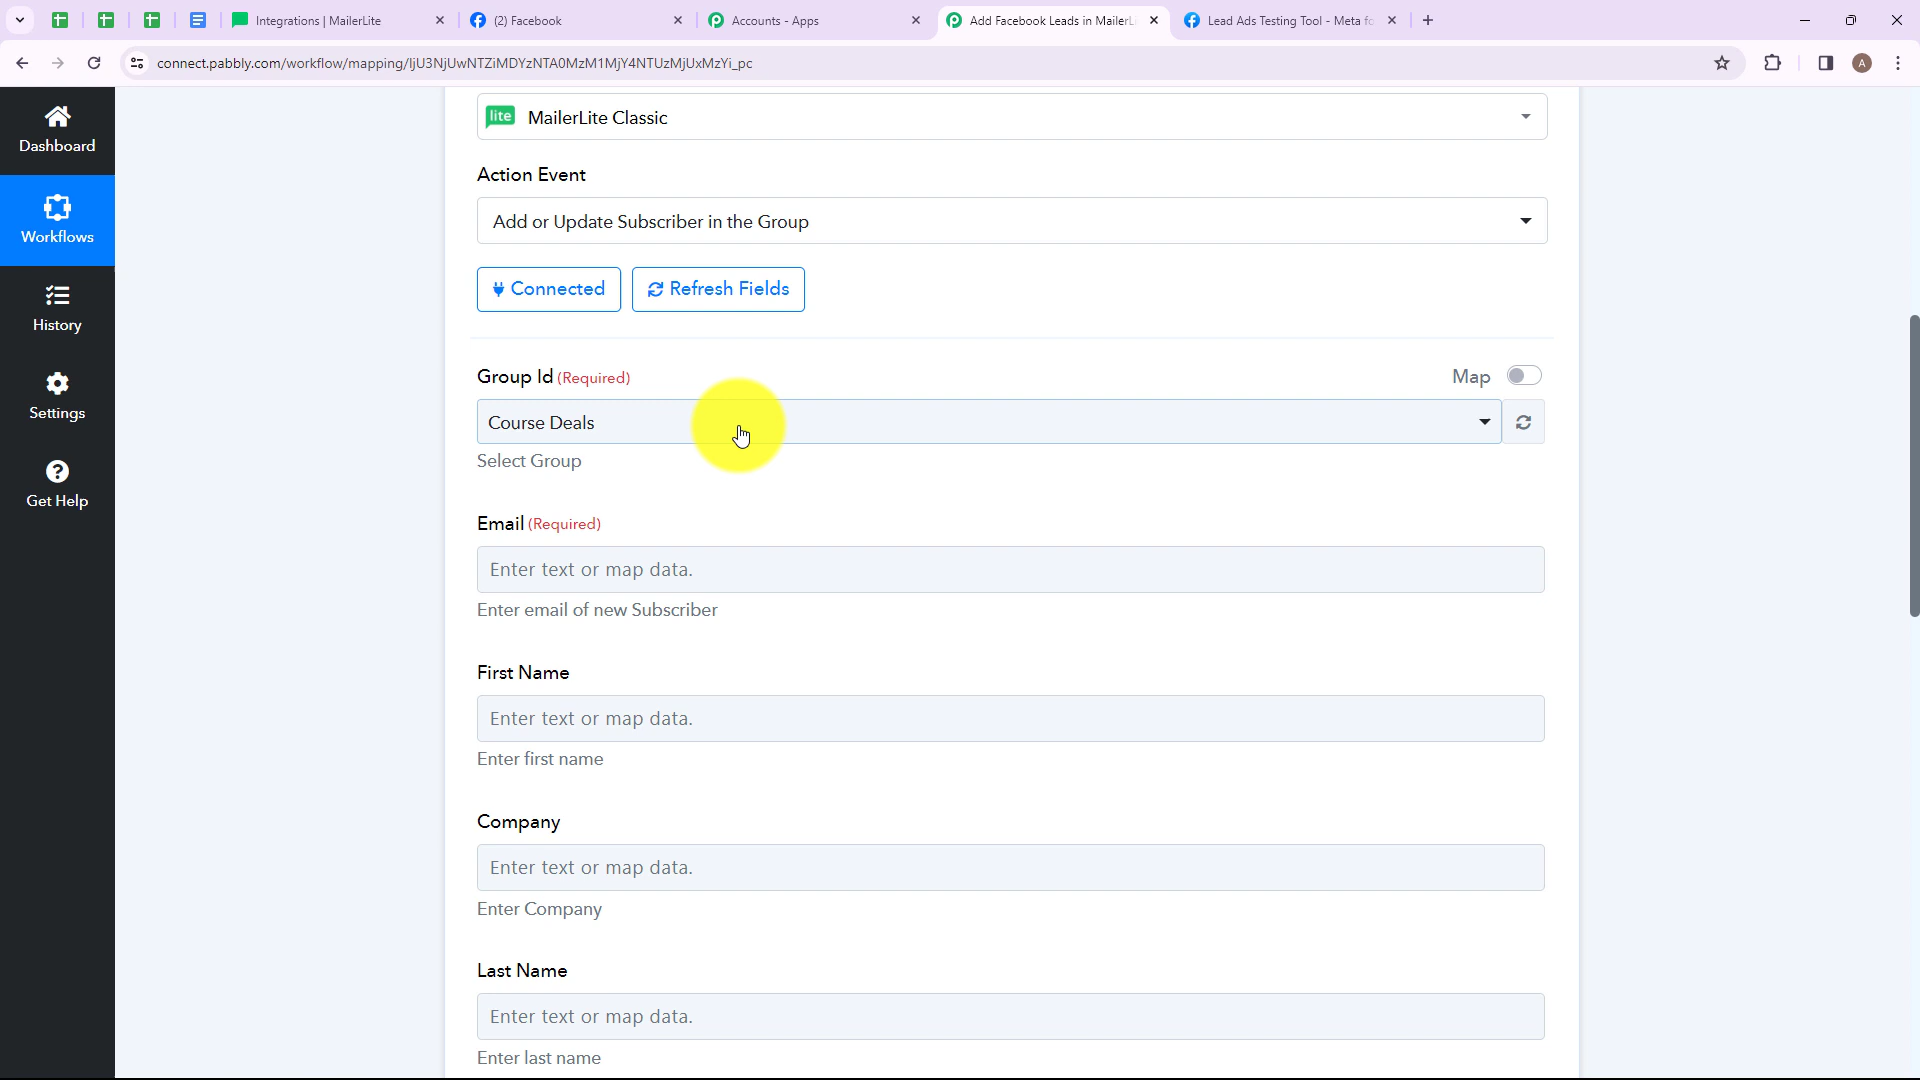 Integrations | MailerLite
(2) Facebook
Accounts - Apps
Add Facebook Leads in MailerL
Lead Ads Testing Tool - Meta fo
connect.pabbly.com/workflow/mapping/IjU3NjUwNTZiMDYzNTA0MzM1MjY4NTUzMjUxMzYi_pc
A
Dashboard
Workflows
History
Settings
Get Help
lite MailerLite Classic
Action Event
Add or Update Subscriber in the Group
Connected
Refresh Fields
Group Id (Required)
Map
Course Deals
Select Group
Email (Required)
Enter text or map data.
Enter email of new Subscriber
First Name
Enter text or map data.
Enter first name
Company
Enter text or map data.
Enter Company
Last Name
Enter text or map data.
Enter last name